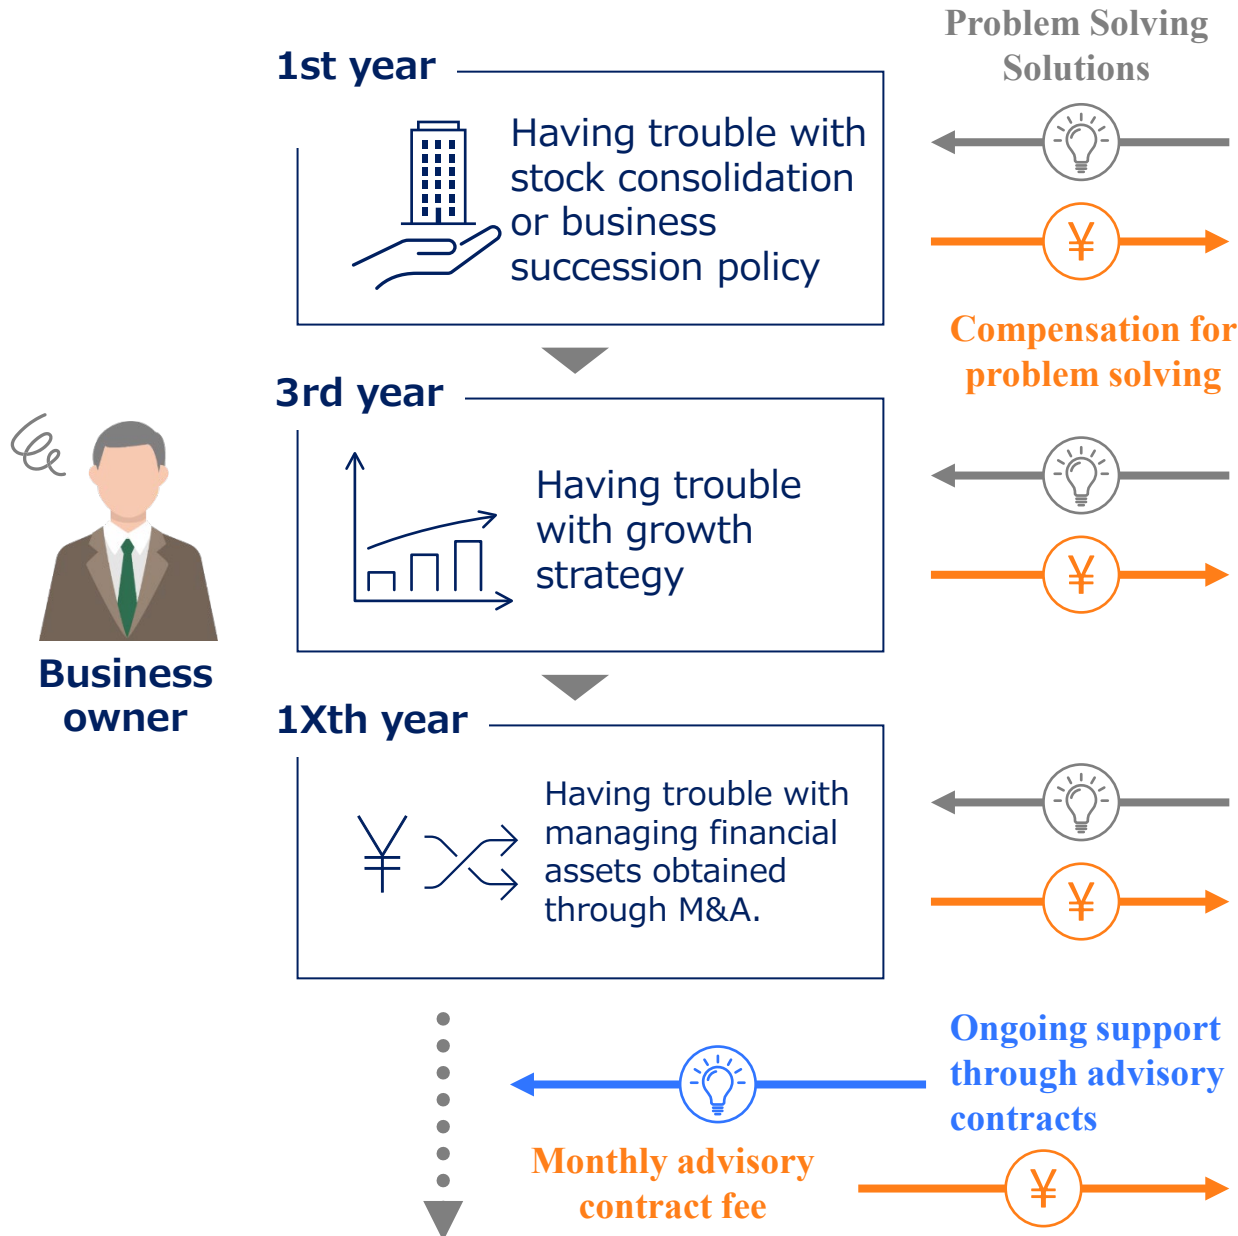 Problem Solving
Solutions
1st year
Having trouble with
stock consolidation
or business
succession policy
¥
Compensation for
problem solving
3rd year
Having trouble
with growth
strategy
¥
Business
owner
1Xth year
¥
Having trouble with
managing financial
assets obtained
through M&A.
¥
Ongoing support
through advisory
contracts
Monthly advisory
contract fee
¥